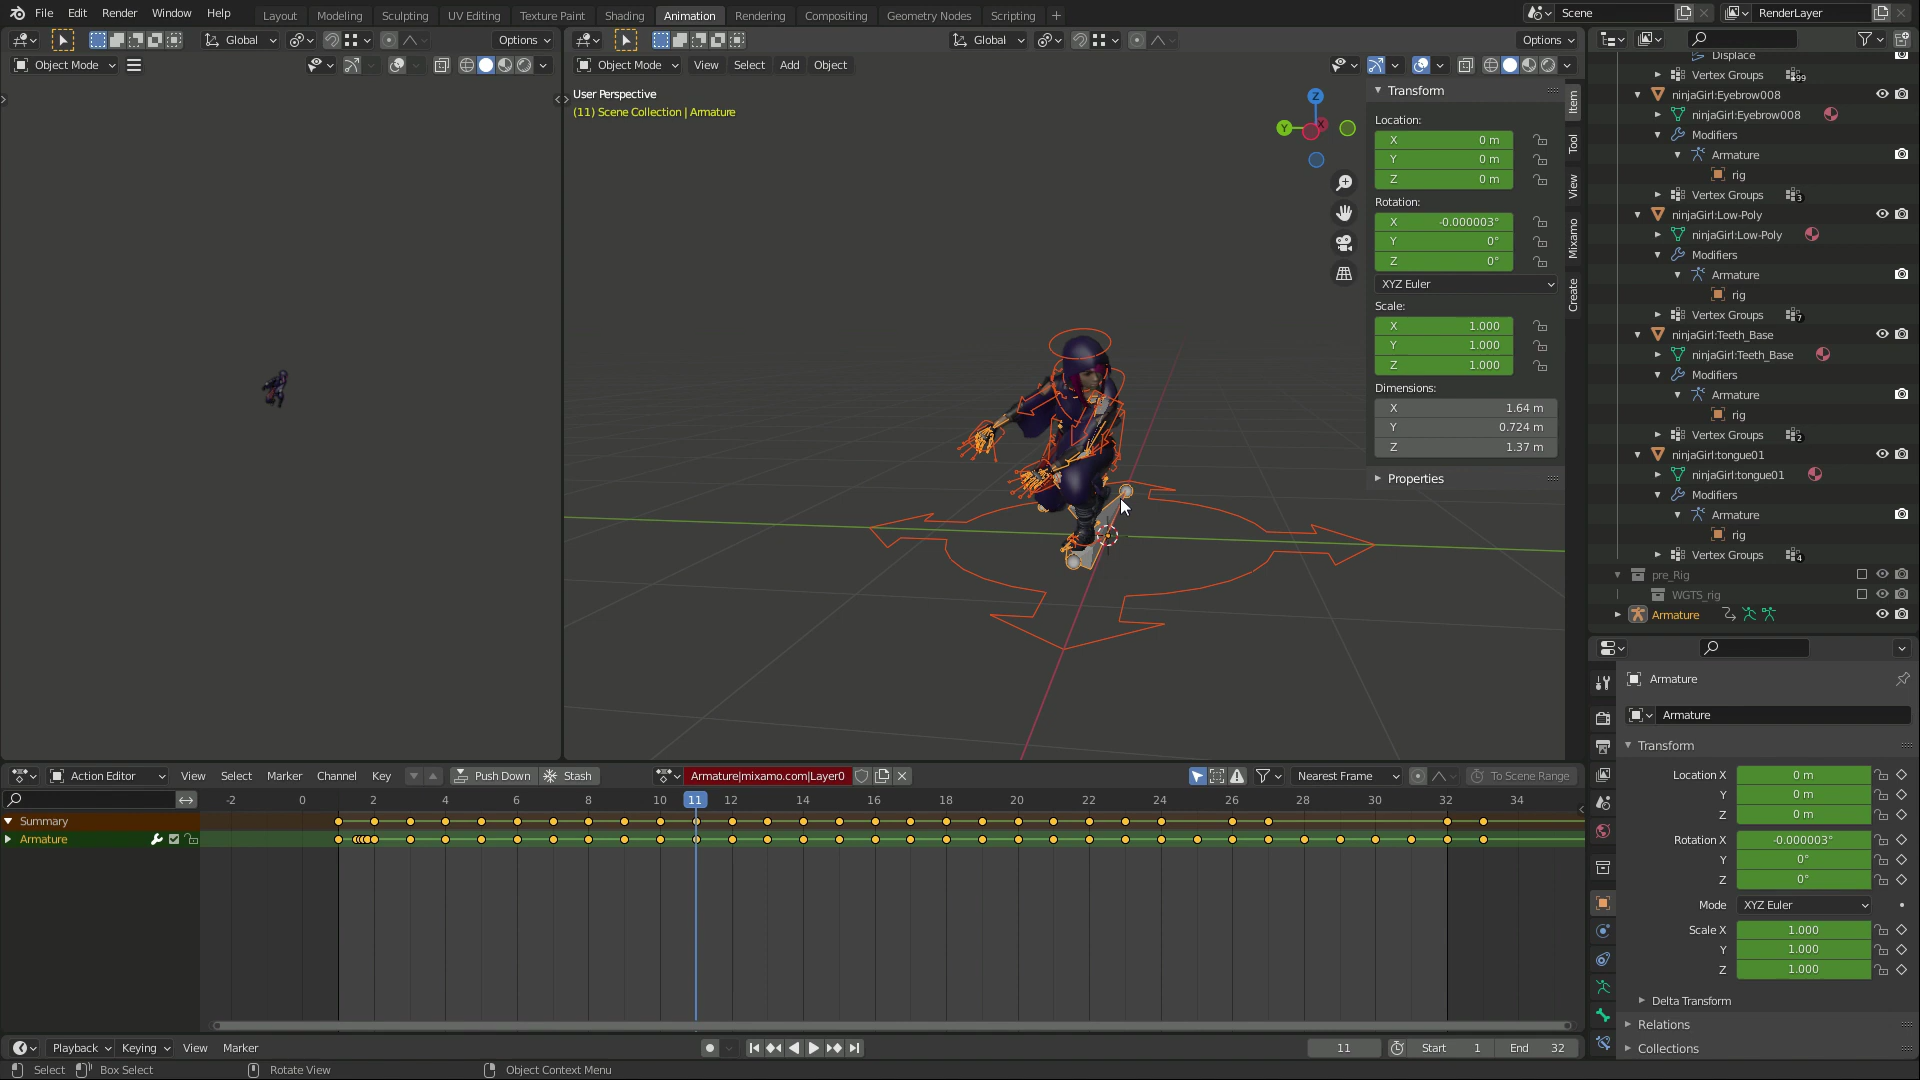 File Edit Render Window Help
Layout Modeling Sculpting UV Editing Texture Paint Shading Animation Rendering Compositing Geometry Nodes Scripting +
Scene RenderLayer
Global Options
Global Options
Object Mode
Object Mode View Select Add Object
User Perspective
(11) Scene Collection | Armature
Z
Y
X
Transform
Location:
X 0 m
Y 0 m
Z 0 m
Rotation:
X -0.000003°
Y 0°
Z 0°
XYZ Euler
Scale:
X 1.000
Y 1.000
Z 1.000
Dimensions:
X 1.64 m
Y 0.724 m
Z 1.37 m
Properties
Item
Tool
View
Mixamo
Create
Displace
Vertex Groups 99
ninjaGirl:Eyebrow008
ninjaGirl:Eyebrow008
Modifiers
Armature
rig
Vertex Groups 3
ninjaGirl:Low-Poly
ninjaGirl:Low-Poly
Modifiers
Armature
rig
Vertex Groups 7
ninjaGirl:Teeth_Base
ninjaGirl:Teeth_Base
Modifiers
Armature
rig
Vertex Groups 2
ninjaGirl:tongue01
ninjaGirl:tongue01
Modifiers
Armature
rig
Vertex Groups 4
pre_Rig
WGTS_rig
Armature
Armature
Armature
Transform
Location X 0 m
Y 0 m
Z 0 m
Rotation X -0.000003°
Y 0°
Z 0°
Mode XYZ Euler
Scale X 1.000
Y 1.000
Z 1.000
Delta Transform
Relations
Collections
Action Editor View Select Marker Channel Key Push Down Stash Armature|mixamo.com|Layer0 Nearest Frame To Scene Range
-2 0 2 4 6 8 10 11 12 14 16 18 20 22 24 26 28 30 32 34
Summary
Armature
Playback Keying View Marker 11 Start 1 End 32
Select Box Select Rotate View Object Context Menu